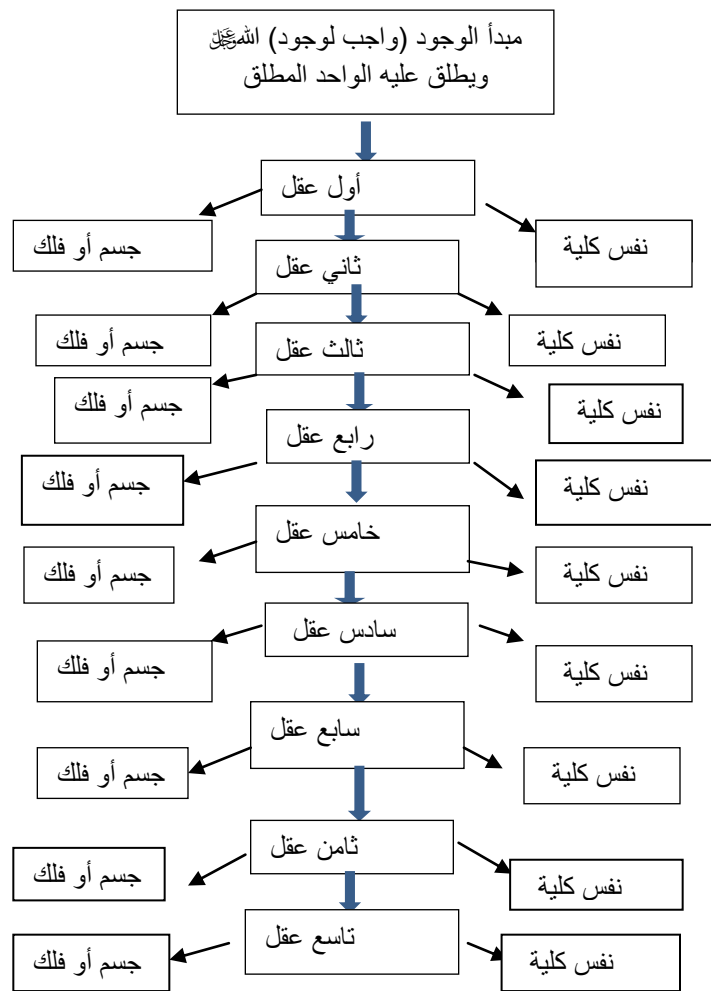 مبدأ الوجود (واجب لوجود) الله ﷻ
ويطلق عليه الواحد المطلق
أول عقل
نفس كلية
جسم أو فلك
ثاني عقل
نفس كلية
جسم أو فلك
ثالث عقل
نفس كلية
جسم أو فلك
رابع عقل
نفس كلية
جسم أو فلك
خامس عقل
نفس كلية
جسم أو فلك
سادس عقل
نفس كلية
جسم أو فلك
سابع عقل
نفس كلية
جسم أو فلك
ثامن عقل
نفس كلية
جسم أو فلك
تاسع عقل
نفس كلية
جسم أو فلك